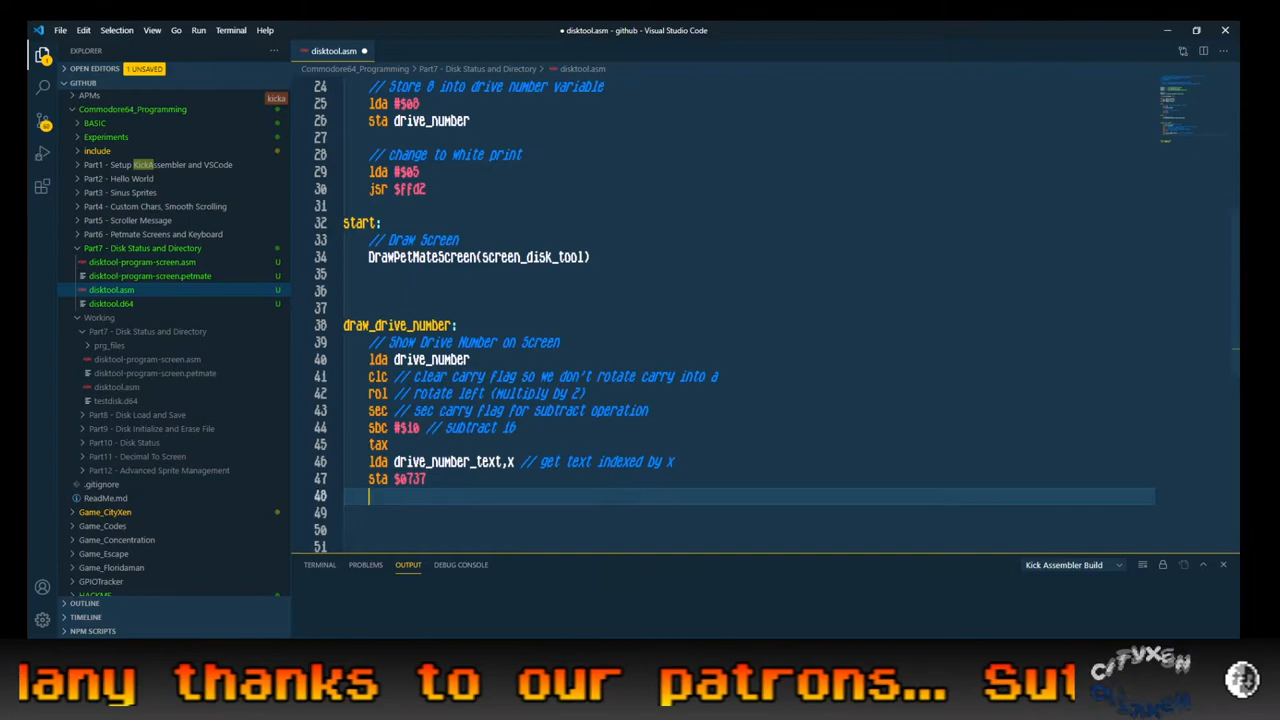 File Edit Selection View Go Run Terminal Help
● disktool.asm - github - Visual Studio Code
EXPLORER
disktool.asm
OPEN EDITORS 1 UNSAVED
Commodore64_Programming > Part7 - Disk Status and Directory > disktool.asm
GITHUB
kicka
APMs
Commodore64_Programming
BASIC
Experiments
include
Part1 - Setup KickAssembler and VSCode
Part2 - Hello World
Part3 - Sinus Sprites
Part4 - Custom Chars, Smooth Scrolling
Part5 - Scroller Message
Part6 - Petmate Screens and Keyboard
Part7 - Disk Status and Directory
disktool-program-screen.asm U
disktool-program-screen.petmate U
disktool.asm U
disktool.d64 U
Working
Part7 - Disk Status and Directory
prg_files
disktool-program-screen.asm
disktool-program-screen.petmate
disktool.asm
testdisk.d64
Part8 - Disk Load and Save
Part9 - Disk Initialize and Erase File
Part10 - Disk Status
Part11 - Decimal To Screen
Part12 - Advanced Sprite Management
.gitignore
ReadMe.md
Game_CityXen
Game_Codes
Game_Concentration
Game_Escape
Game_Floridaman
GPIOTracker
HACKME
OUTLINE
TIMELINE
NPM SCRIPTS
24 // Store 8 into drive number variable
25 lda #$08
26 sta drive_number
27
28 // change to white print
29 lda #$05
30 jsr $ffd2
31
32 start:
33 // Draw Screen
34 DrawPetMateScreen(screen_disk_tool)
35
36
37
38 draw_drive_number:
39 // Show Drive Number on Screen
40 lda drive_number
41 clc // clear carry flag so we don't rotate carry into a
42 rol // rotate left (multiply by 2)
43 sec // sec carry flag for subtract operation
44 sbc #$10 // subtract 16
45 tax
46 lda drive_number_text,x // get text indexed by x
47 sta $0737
48
49
50
51
TERMINAL PROBLEMS OUTPUT DEBUG CONSOLE
Kick Assembler Build
many thanks to our patrons... Sut
CITYXEN